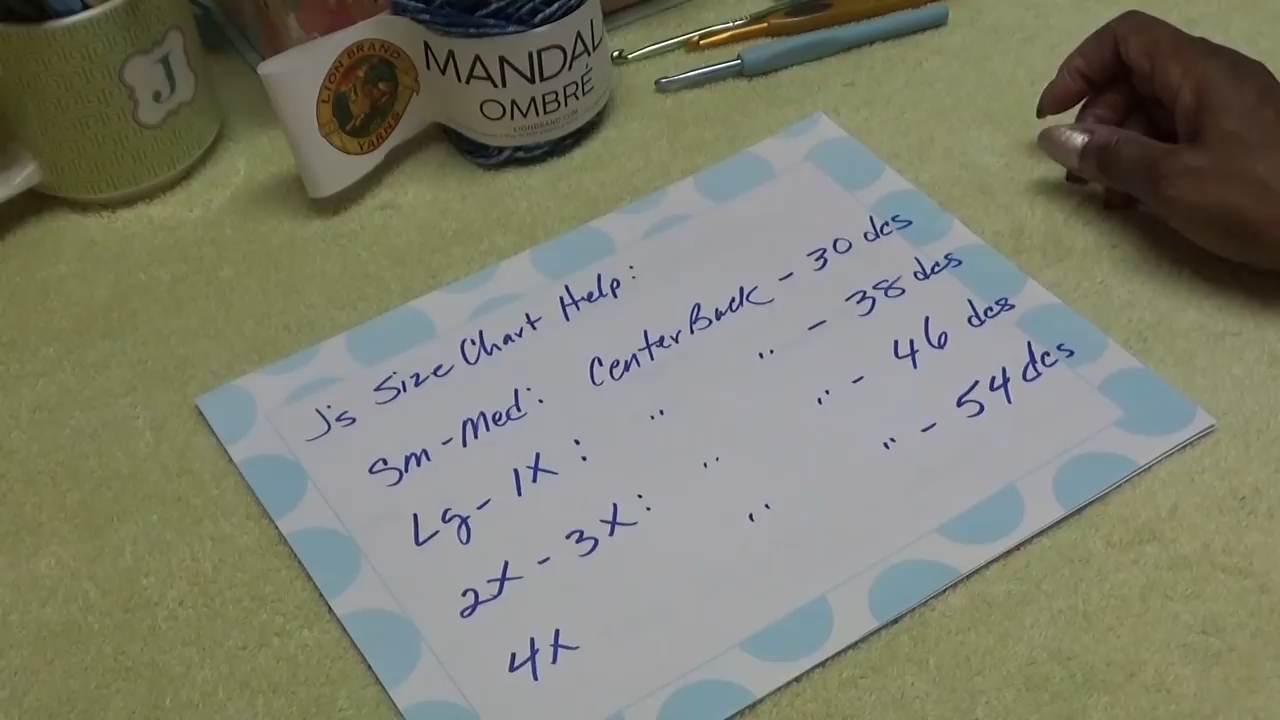 J
LION BRAND
YARNS
MANDAL
OMBRÉ
LIONBRAND.COM
J's Size Chart Help:
Sm-Med: Center Back - 30 dcs
Lg - 1X : " " - 38 dcs
2X - 3X: " " - 46 dcs
4X " " - 54 dcs